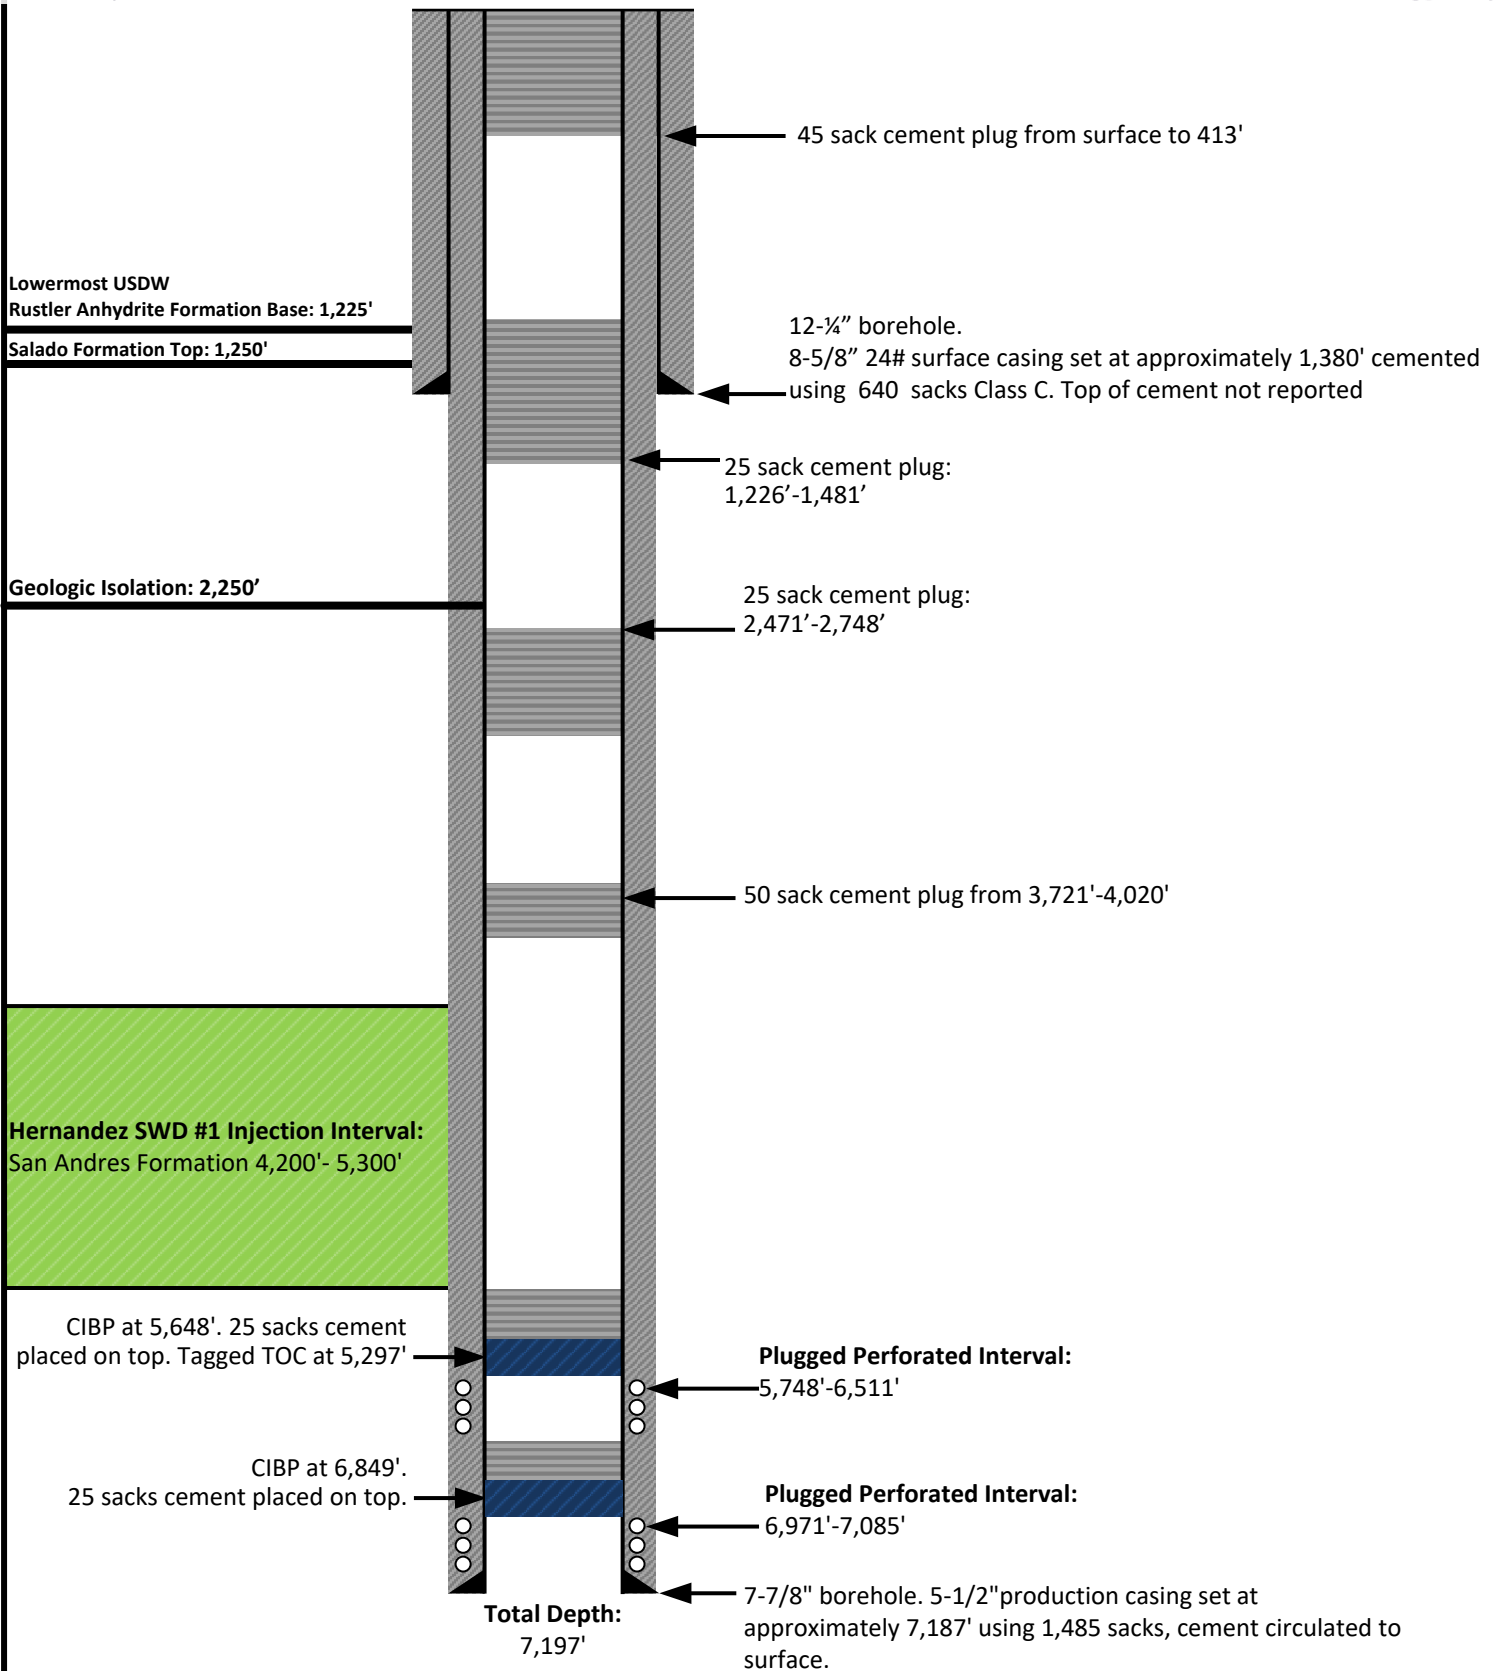 45 sack cement plug from surface to 413'
Lowermost USDW
Rustler Anhydrite Formation Base: 1,225'
Salado Formation Top: 1,250'
12-¼” borehole.
8-5/8” 24# surface casing set at approximately 1,380' cemented
using 640 sacks Class C. Top of cement not reported
25 sack cement plug:
1,226’-1,481’
Geologic Isolation: 2,250’
25 sack cement plug:
2,471’-2,748’
50 sack cement plug from 3,721'-4,020'
Hernandez SWD #1 Injection Interval:
San Andres Formation 4,200'- 5,300'
CIBP at 5,648'. 25 sacks cement
placed on top. Tagged TOC at 5,297'
Plugged Perforated Interval:
5,748'-6,511'
CIBP at 6,849'.
25 sacks cement placed on top.
Plugged Perforated Interval:
6,971'-7,085'
7-7/8" borehole. 5-1/2"production casing set at
approximately 7,187' using 1,485 sacks, cement circulated to
surface.
Total Depth:
7,197'